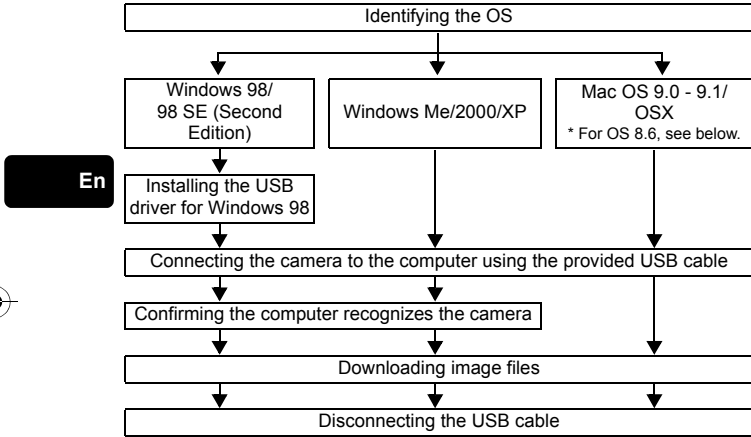 Identifying the OS
Windows 98/
98 SE (Second
Edition)
Windows Me/2000/XP
Mac OS 9.0 - 9.1/
OSX
* For OS 8.6, see below.
En
Installing the USB
driver for Windows 98
Connecting the camera to the computer using the provided USB cable
Confirming the computer recognizes the camera
Downloading image files
Disconnecting the USB cable